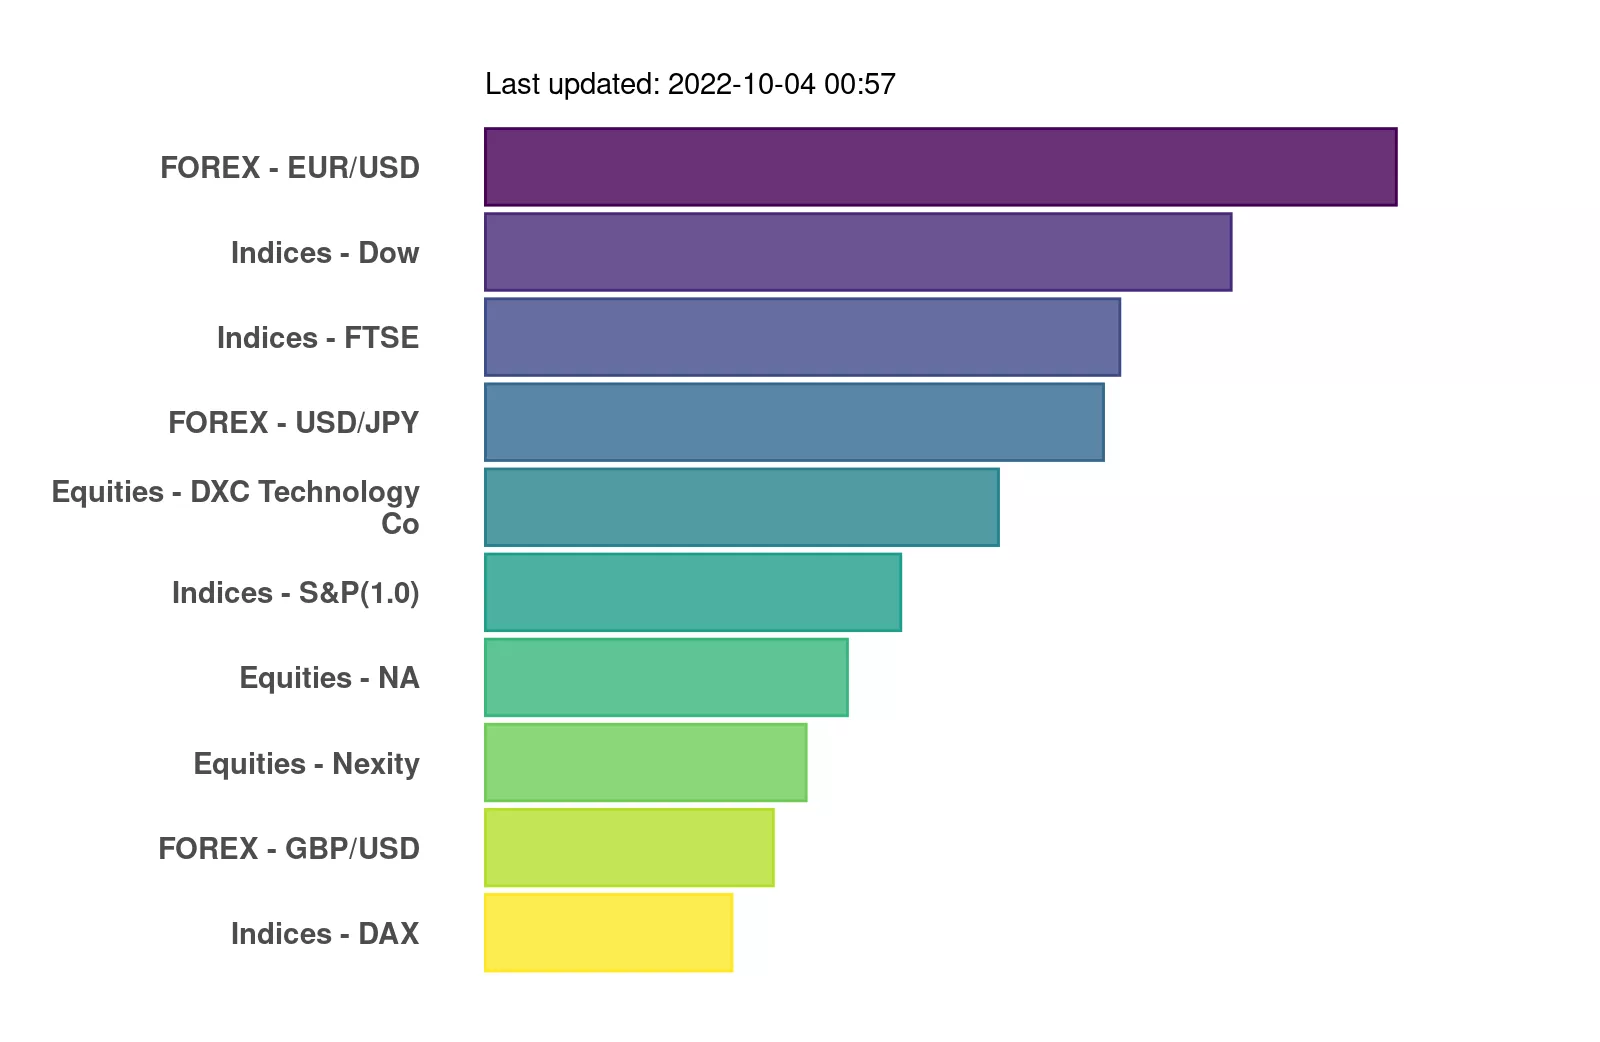 Last updated: 2022-10-04 00:57
FOREX - EUR/USD
Indices - Dow
Indices - FTSE
FOREX - USD/JPY
Equities - DXC Technology
Co
Indices - S&P(1.0)
Equities - NA
Equities - Nexity
FOREX - GBP/USD
Indices - DAX